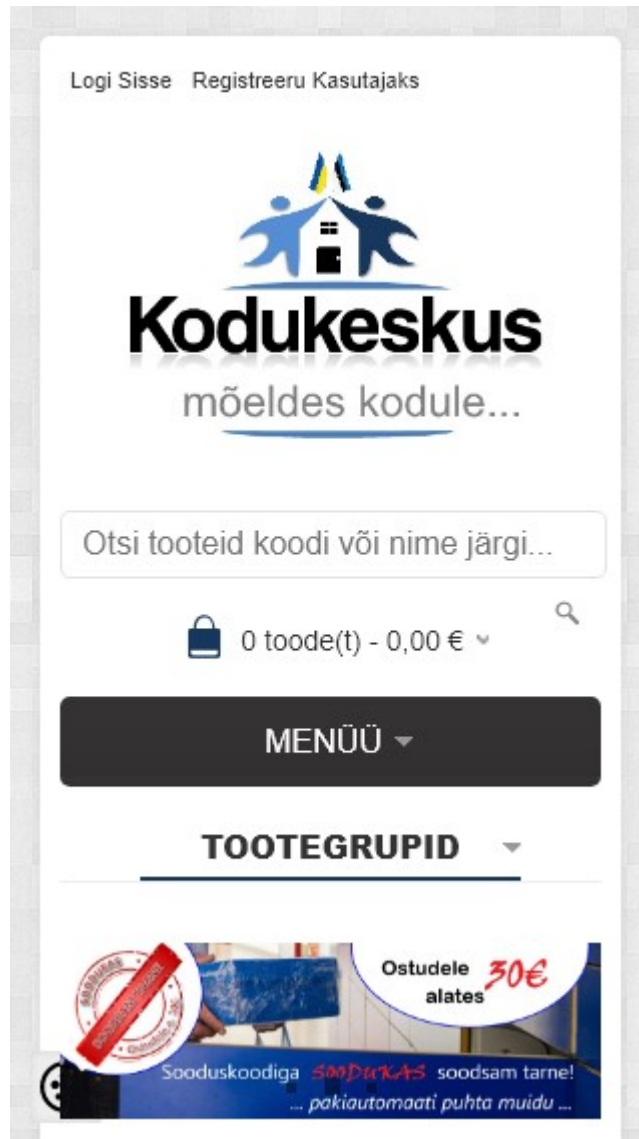 Logi Sisse Registreeru Kasutajaks
Kodukeskus
mõeldes kodule...
Otsi tooteid koodi või nime järgi...
0 toode(t) - 0,00 €
MENÜÜ
TOOTEGRUPID
SOODUKAS
Ostudele alates 30€
Sooduskoodiga SOODUKAS soodsam tarne!
... pakiautomaati puhta muidu ...